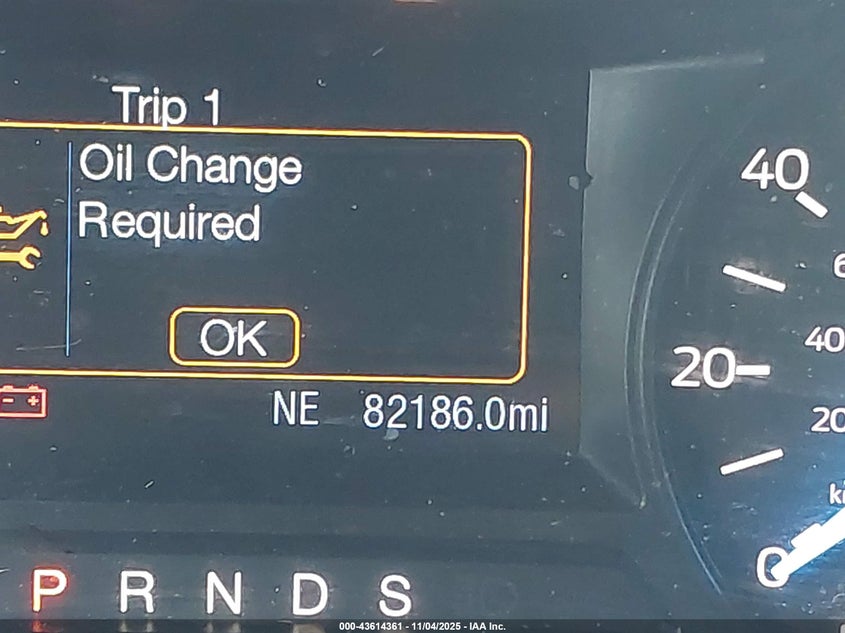 Trip 1
Oil Change
Required
OK
NE 82186.0mi
P R N D S
40
20
0
40
20
000-43614361 - 11/04/2025 - IAA Inc.